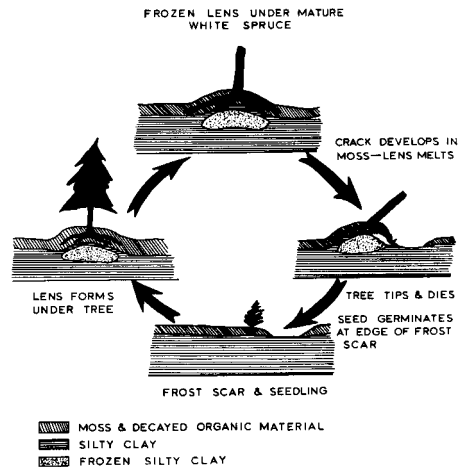 FROZEN LENS UNDER MATURE
WHITE SPRUCE
CRACK DEVELOPS IN
MOSS—LENS MELTS
TREE TIPS & DIES
SEED GERMINATES
AT EDGE OF FROST
SCAR
LENS FORMS
UNDER TREE
FROST SCAR & SEEDLING
MOSS & DECAYED ORGANIC MATERIAL
SILTY CLAY
FROZEN SILTY CLAY